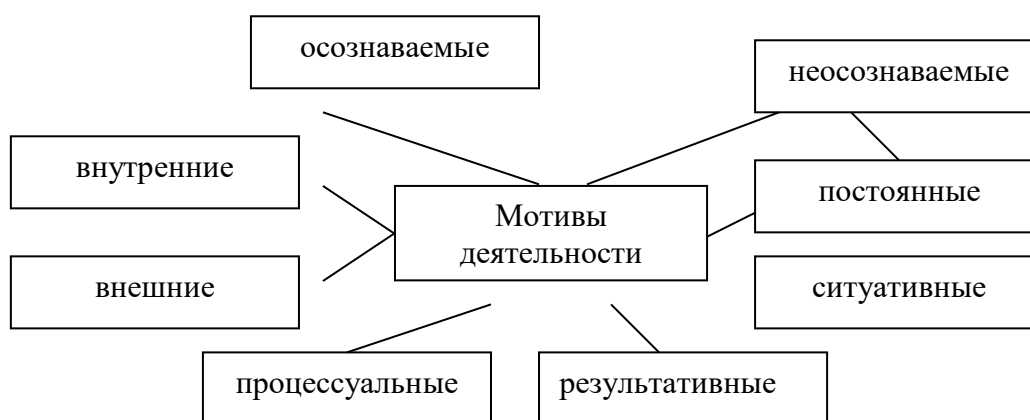 осознаваемые
неосознаваемые
внутренние
постоянные
Мотивы
деятельности
внешние
ситуативные
процессуальные
результативные